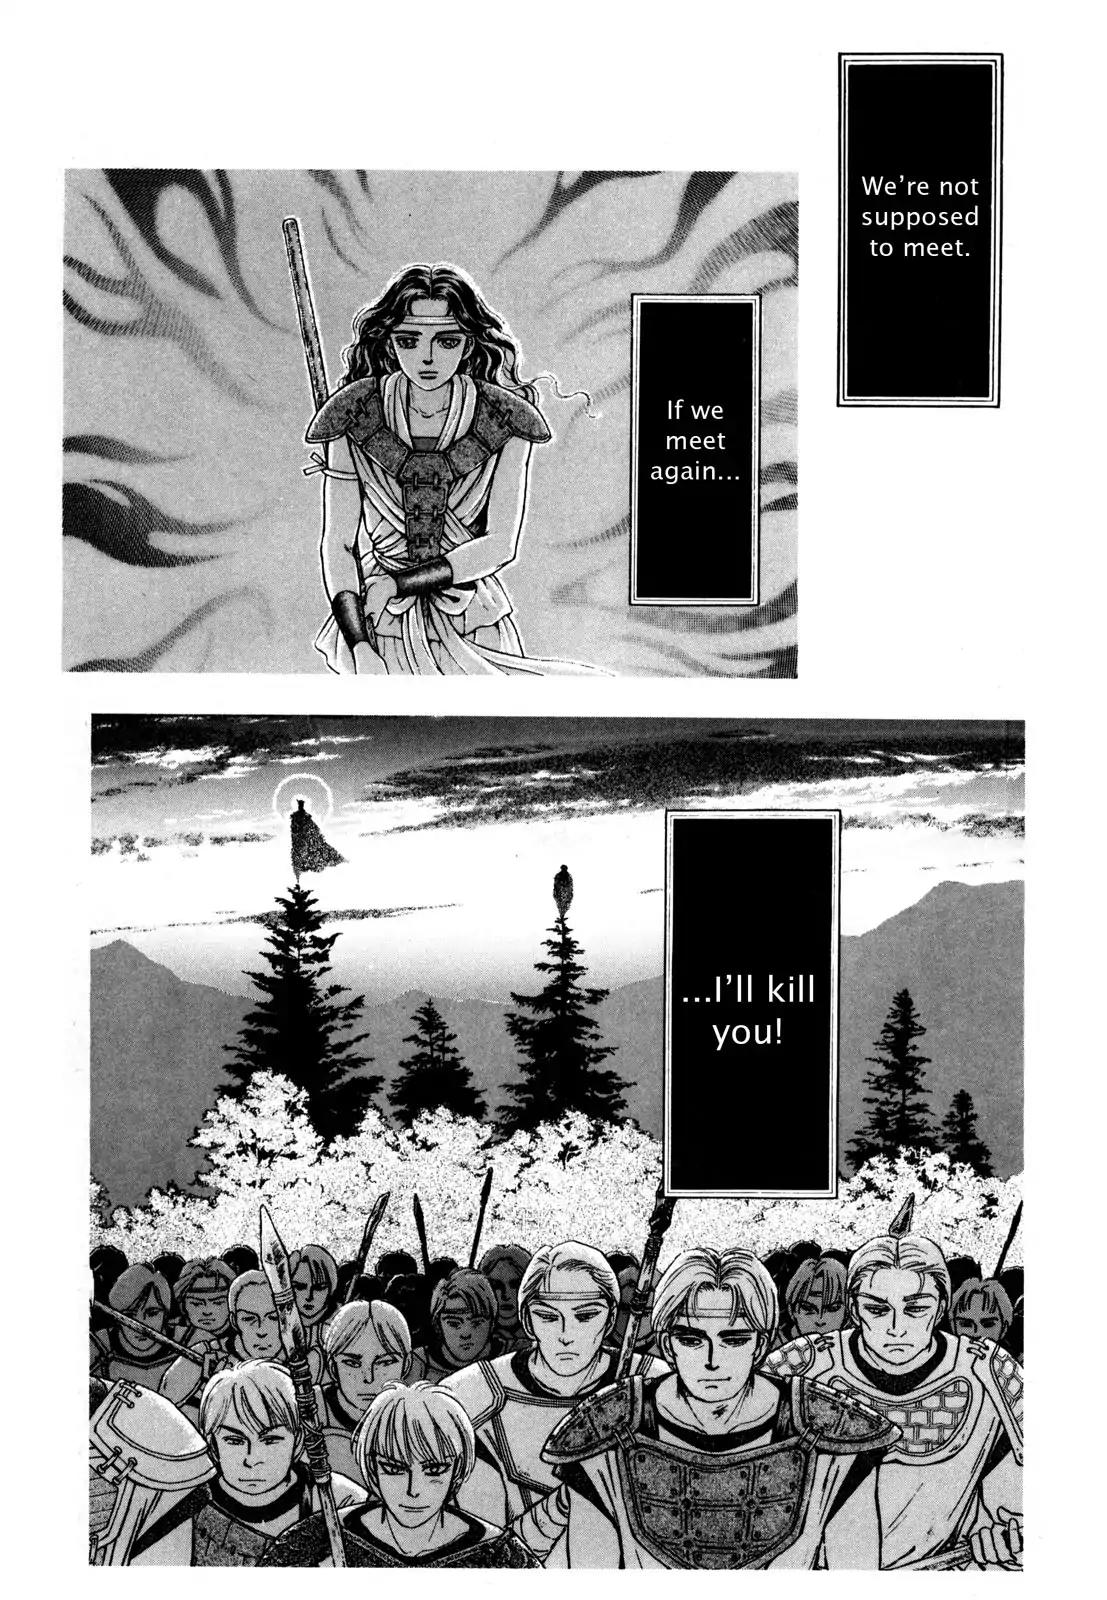 We're not
supposed
to meet.
If we
meet
again...
...I'll kill
you!